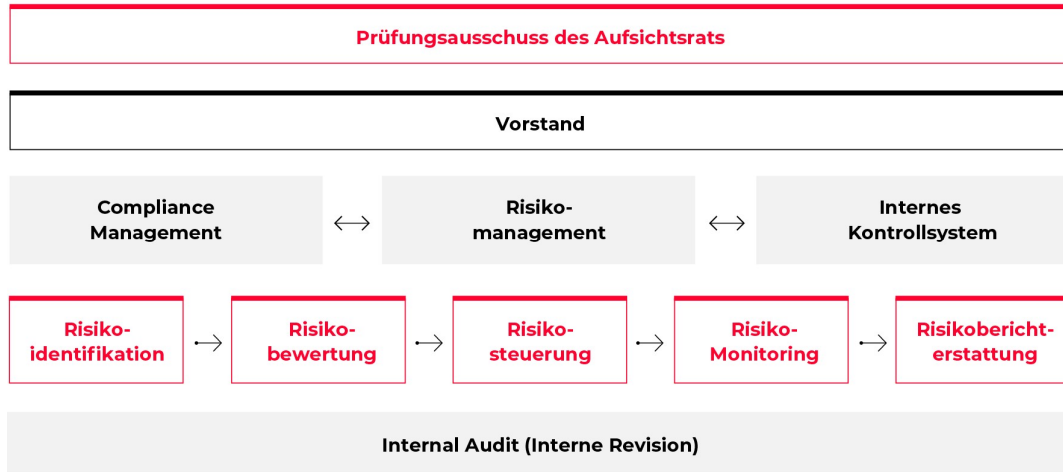 Prüfungsausschuss des Aufsichtsrats
Vorstand
Compliance
Management
Risiko-
management
Internes
Kontrollsystem
Risiko-
identifikation
Risiko-
bewertung
Risiko-
steuerung
Risiko-
Monitoring
Risikobericht-
erstattung
Internal Audit (Interne Revision)